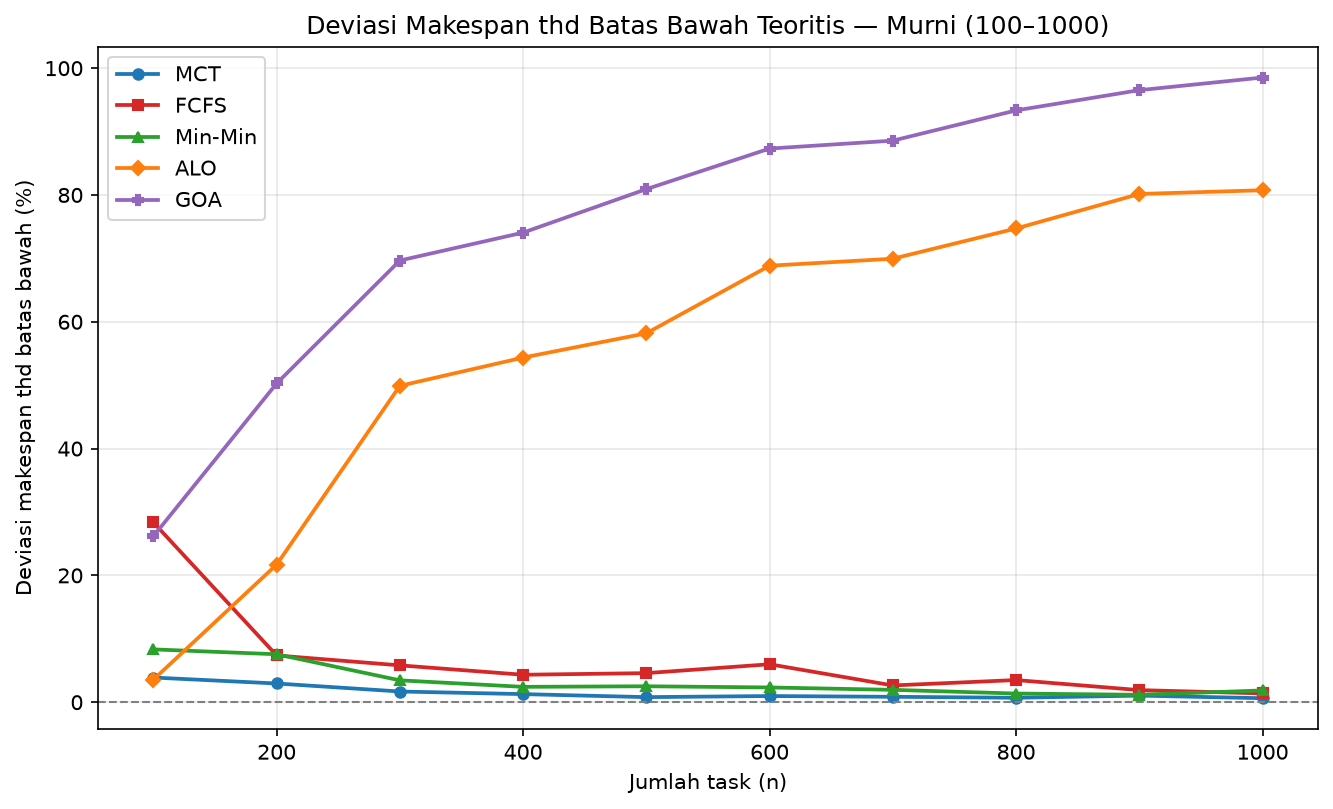 Deviasi Makespan thd Batas Bawah Teoritis — Murni (100–1000)
MCT
FCFS
Min-Min
ALO
GOA
Deviasi makespan thd batas bawah (%)
100
80
60
40
20
0
200 400 600 800 1000
Jumlah task (n)